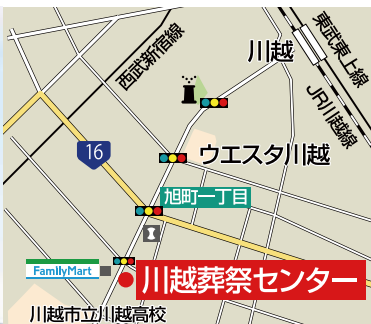 東武東上線
川越
西武新宿線
JR川越線
ウエスタ川越
16
旭町一丁目
FamilyMart
川越葬祭センター
川越市立川越高校